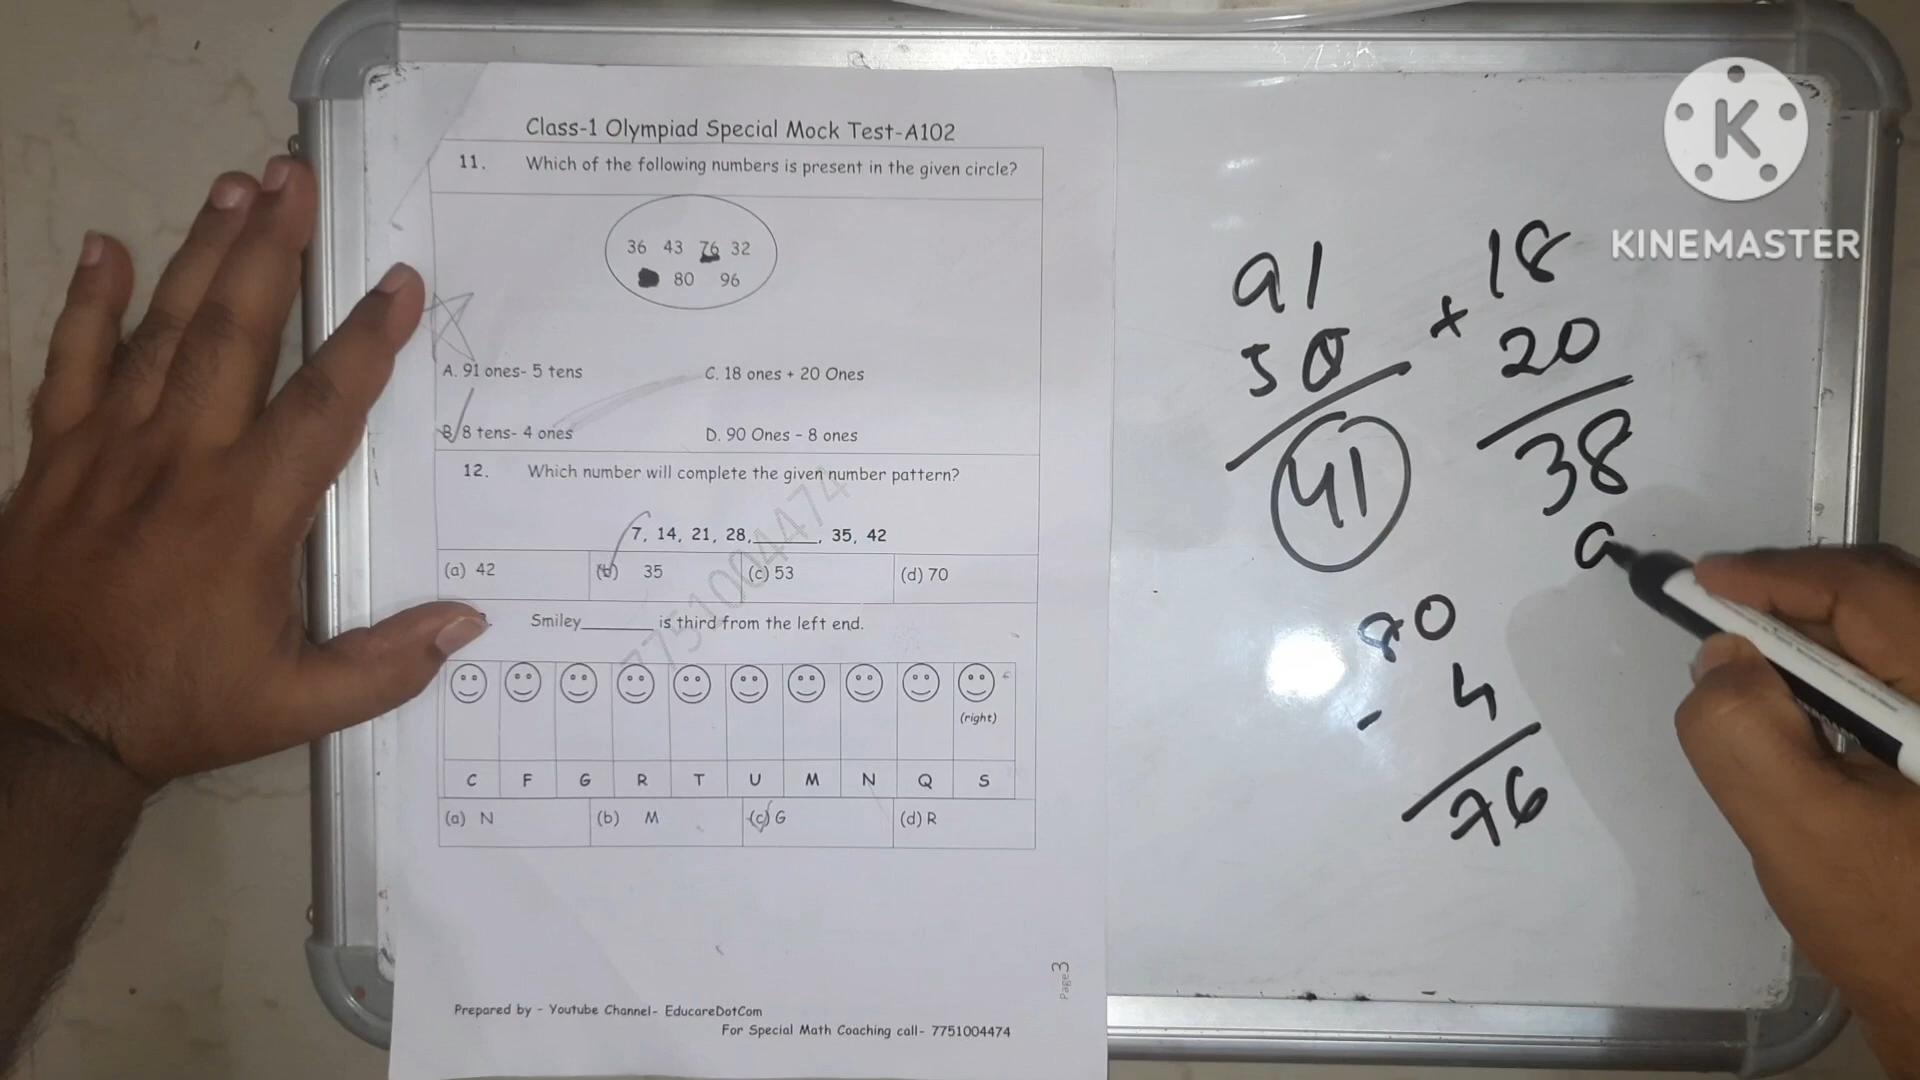 Class-1 Olympiad Special Mock Test-A102
11. Which of the following numbers is present in the given circle?
36 43 76 32
80 96
A. 91 ones- 5 tens C. 18 ones + 20 Ones
B 8 tens- 4 ones D. 90 Ones - 8 ones
12. Which number will complete the given number pattern?
7, 14, 21, 28,______, 35, 42
(a) 42 (b) 35 (c) 53 (d) 70
Smiley________ is third from the left end.
(right)
C F G R T U M N Q S
(a) N (b) M (c) G (d) R
7751004474
Page 3
Prepared by - Youtube Channel- EducareDotCom
For Special Math Coaching call- 7751004474
91
50
41
18
+ 20
38
9
80
- 4
76
K
KINEMASTER